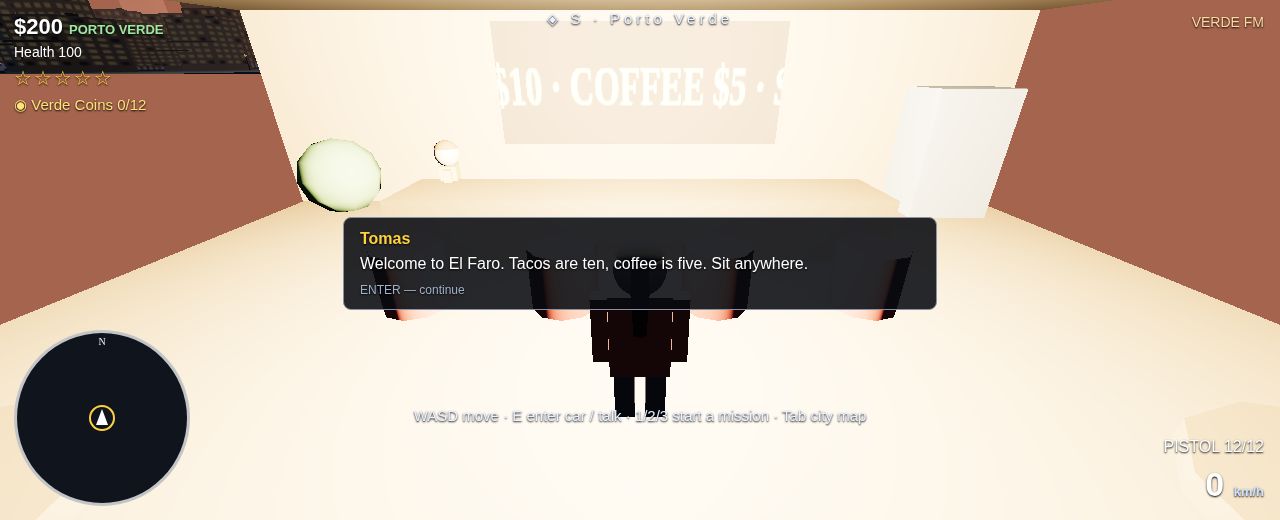 $200 PORTO VERDE
Health 100
☆☆☆☆☆
◉ Verde Coins 0/12
◈ S · Porto Verde
VERDE FM
$10 · COFFEE $5 ·
Tomas
Welcome to El Faro. Tacos are ten, coffee is five. Sit anywhere.
ENTER — continue
N
WASD move · E enter car / talk · 1/2/3 start a mission · Tab city map
PISTOL 12/12
0 km/h